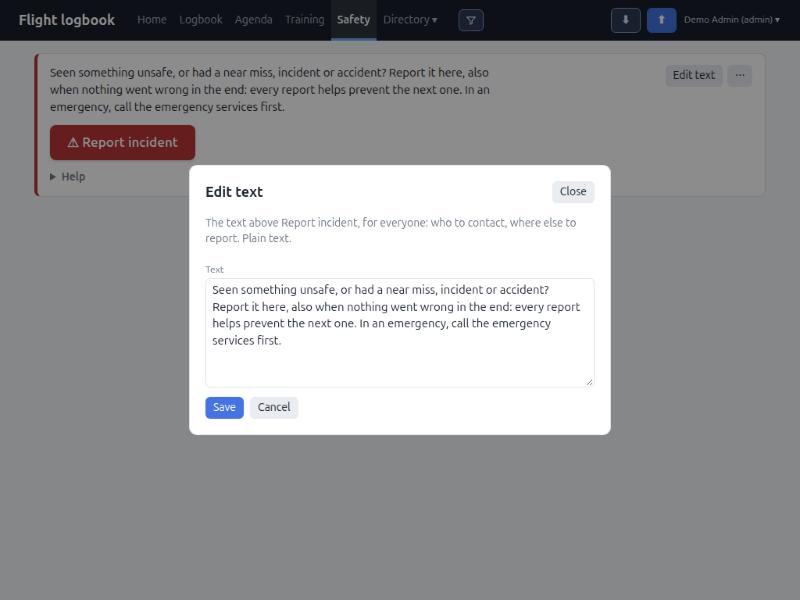 Flight logbook
Home
Logbook
Agenda
Training
Safety
Directory ▾
Demo Admin (admin) ▾
Seen something unsafe, or had a near miss, incident or accident? Report it here, also
when nothing went wrong in the end: every report helps prevent the next one. In an
emergency, call the emergency services first.
Edit text
...
⚠ Report incident
▶ Help
Edit text
Close
The text above Report incident, for everyone: who to contact, where else to
report. Plain text.
Text
Seen something unsafe, or had a near miss, incident or accident?
Report it here, also when nothing went wrong in the end: every report
helps prevent the next one. In an emergency, call the emergency
services first.
Save
Cancel